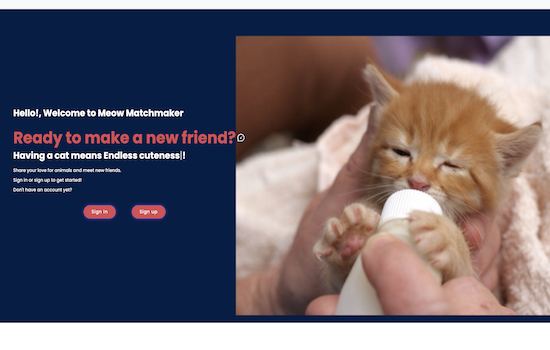 Hello!, Welcome to Meow Matchmaker
Ready to make a new friend?
Having a cat means Endless cuteness|!
Share your love for animals and meet new friends.
Sign in or sign up to get started!
Don't have an account yet?
Sign in
Sign up